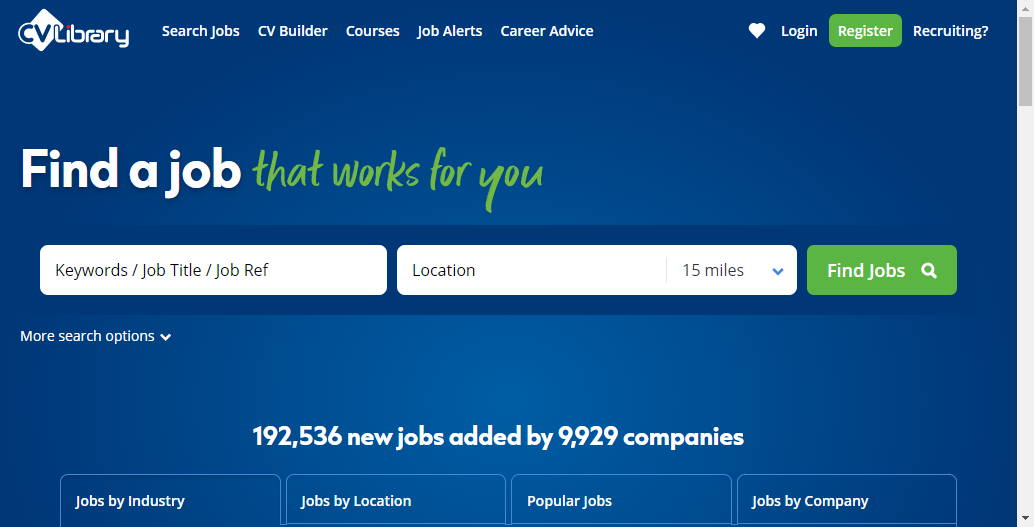 CV Library
Search Jobs CV Builder Courses Job Alerts Career Advice Login Register Recruiting?
Find a job that works for you
Keywords / Job Title / Job Ref Location 15 miles Find Jobs
More search options
192,536 new jobs added by 9,929 companies
Jobs by Industry Jobs by Location Popular Jobs Jobs by Company